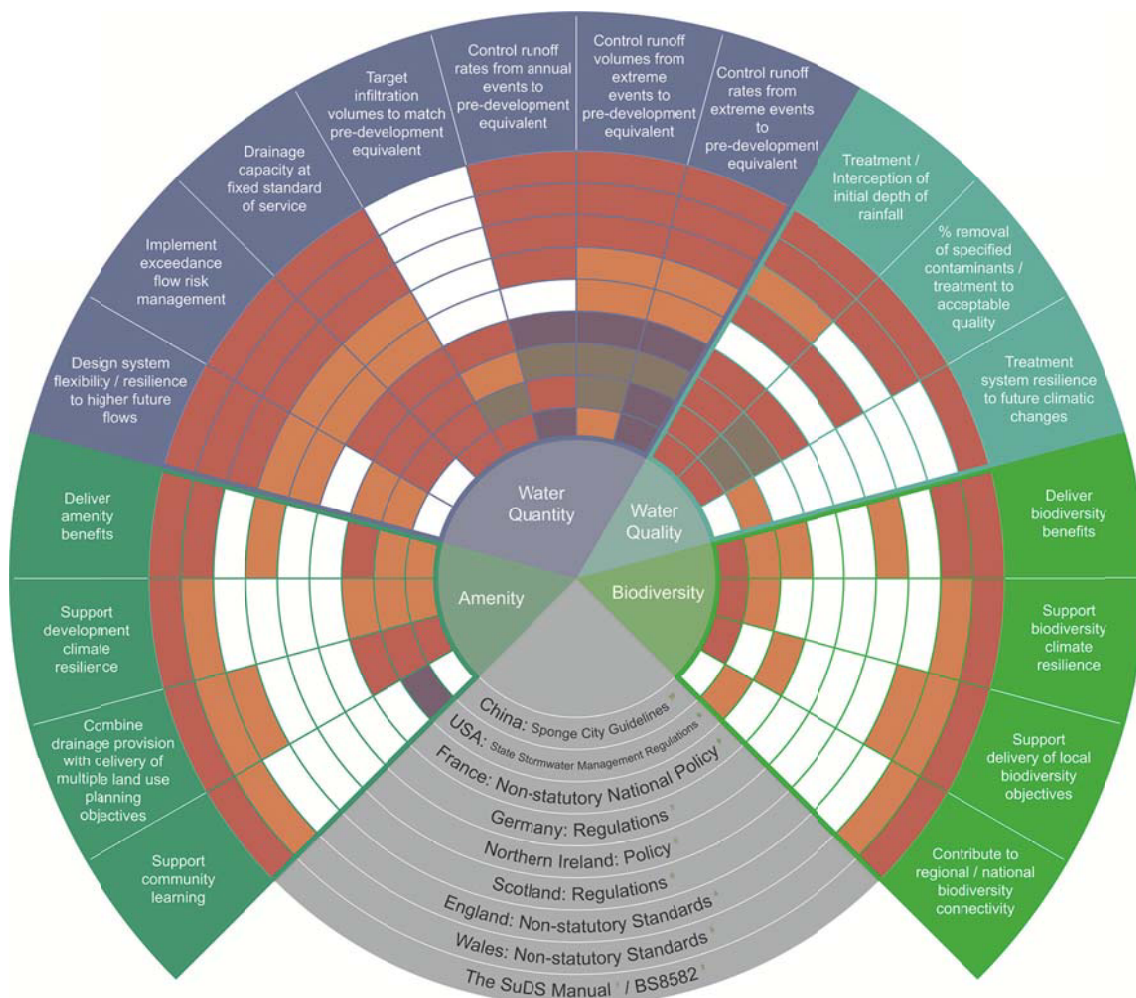 Design system
flexibility / resilience
to higher future
flows
Implement
exceedance
flow risk
management
Drainage
capacity at
fixed standard
of service
Target
infiltration
volumes to match
pre-development
equivalent
Control runoff
rates from annual
events to
pre-development
equivalent
Control runoff
volumes from
extreme
events to
pre-development
equivalent
Control runoff
rates from
extreme events
to
pre-development
equivalent
Treatment /
Interception of
initial depth of
rainfall
% removal
of specified
contaminants /
treatment to
acceptable
quality
Treatment
system resilience
to future climatic
changes
Deliver
biodiversity
benefits
Support
biodiversity
climate
resilience
Support
delivery of local
biodiversity
objectives
Contribute to
regional / national
biodiversity
connectivity
Deliver
amenity
benefits
Support
development
climate
resilience
Combine
drainage provision
with delivery of
multiple land use
planning
objectives
Support
community
learning
Water
Quantity
Water
Quality
Amenity
Biodiversity
China: Sponge City Guidelines
USA: State Stormwater Management Regulations
France: Non-statutory National Policy
Germany: Regulations
Northern Ireland: Policy
Scotland: Regulations
England: Non-statutory Standards
Wales: Non-statutory Standards
The SuDS Manual / BS8582